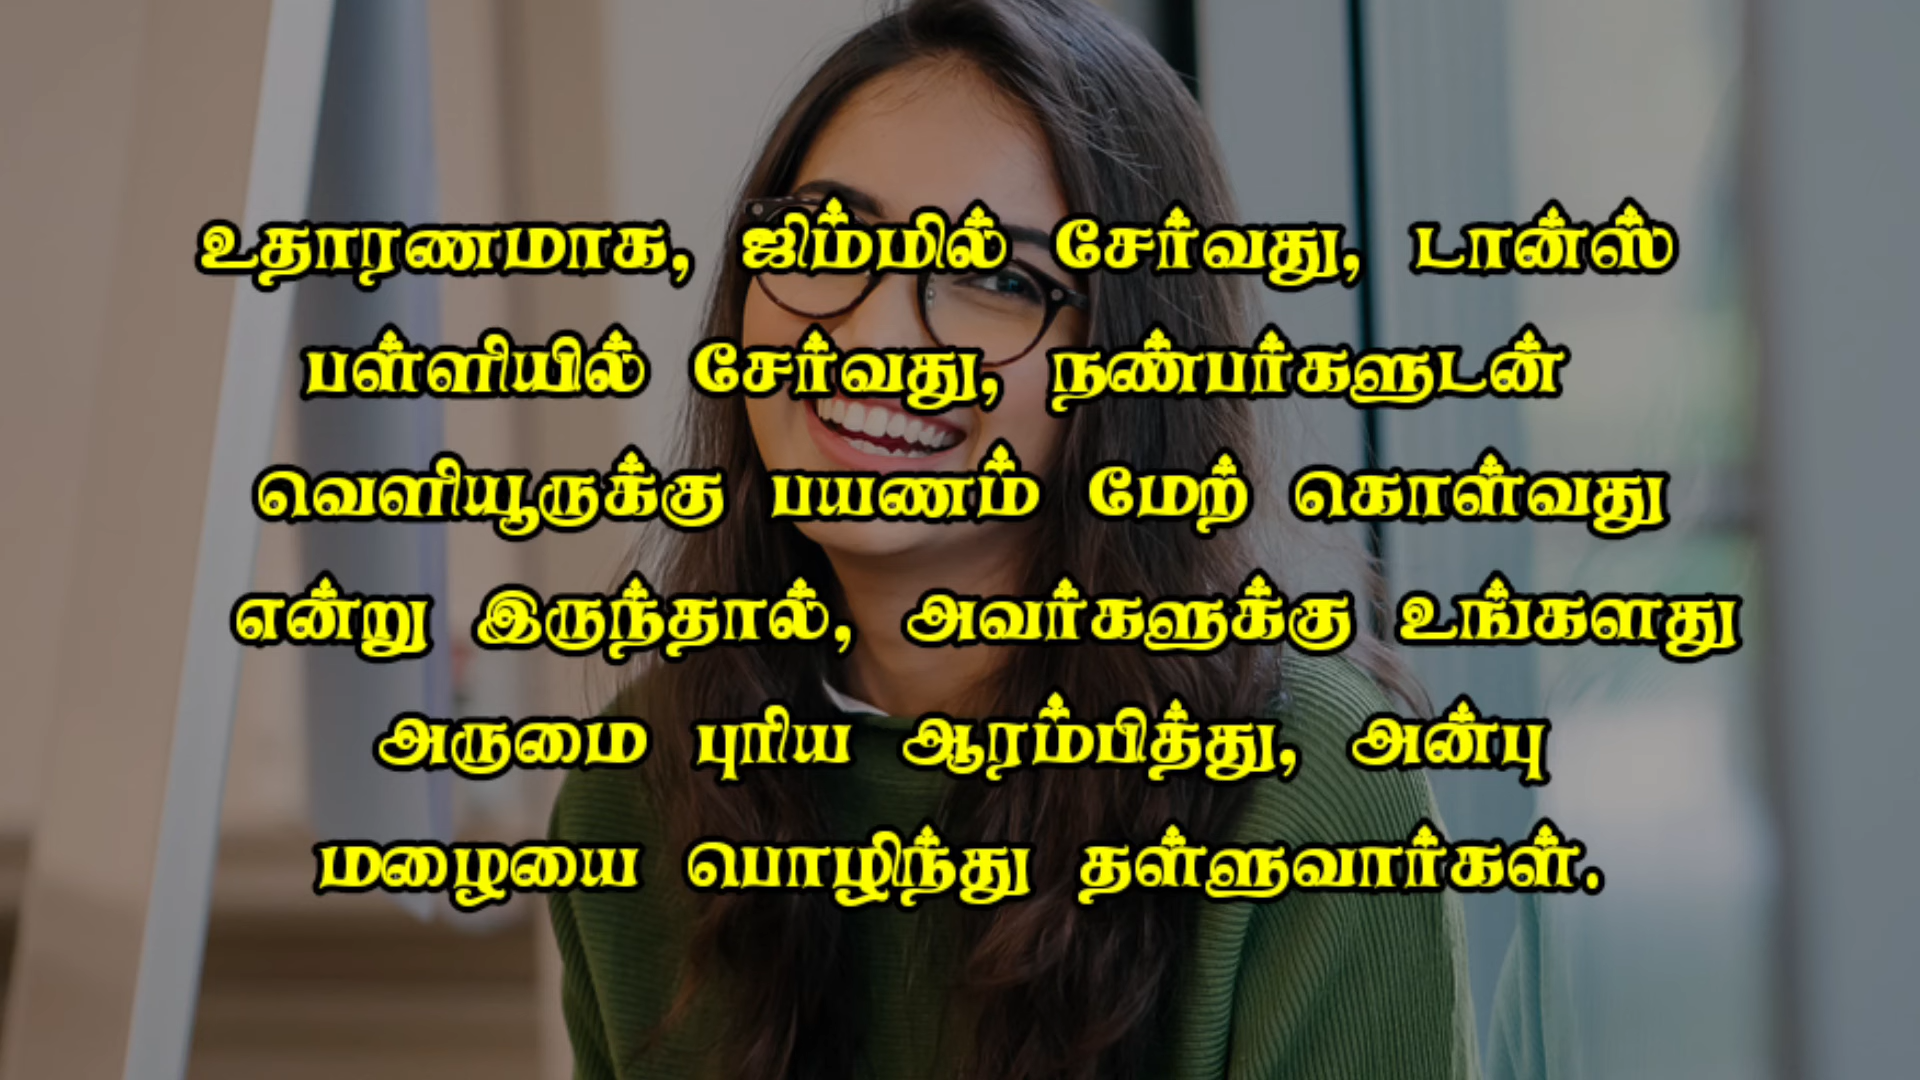 உதாரணமாக, ஜிம்மில் சேர்வது, டான்ஸ்
பள்ளியில் சேர்வது, நண்பர்களுடன்
வெளியூருக்கு பயணம் மேற் கொள்வது
என்று இருந்தால், அவர்களுக்கு உங்களது
அருமை புரிய ஆரம்பித்து, அன்பு
மழையை பொழிந்து தள்ளுவார்கள்.